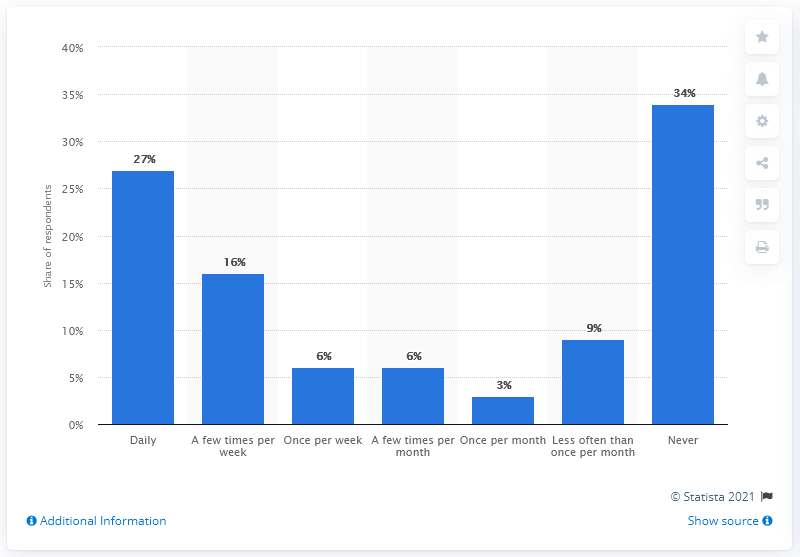 40%
35%
30%
25%
20%
15%
10%
5%
0%
Share of respondents
27%
16%
6%
6%
3%
9%
34%
Daily
A few times per week
Once per week
A few times per month
Once per month
Less often than once per month
Never
© Statista 2021
Additional Information
Show source